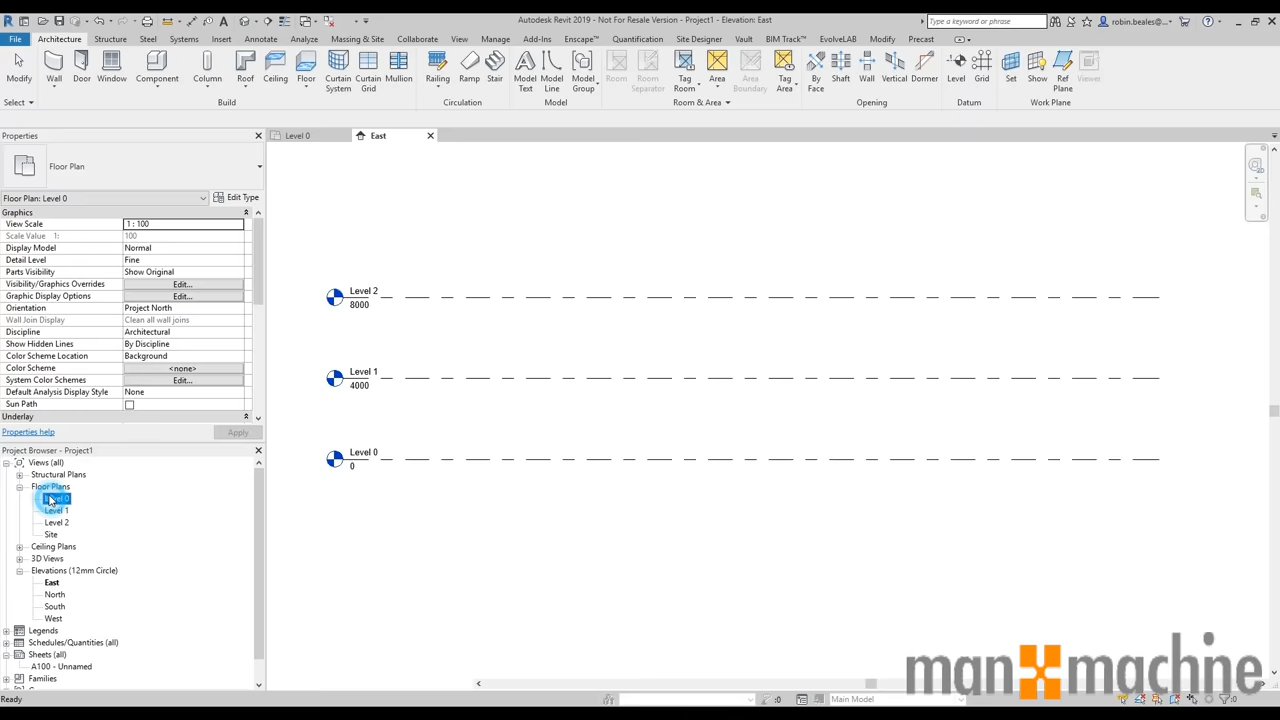 Autodesk Revit 2019 - Not For Resale Version - Project1 - Elevation: East
Type a keyword or phrase
robin.beales@...
File Architecture Structure Steel Systems Insert Annotate Analyze Massing & Site Collaborate View Manage Add-Ins Enscape™ Quantification Site Designer Vault BIM Track™ EvolveLAB Modify Precast
Modify Wall Door Window Component Column Roof Ceiling Floor Curtain System Curtain Grid Mullion Railing Ramp Stair Model Text Model Line Model Group Room Room Separator Tag Room Area Area Boundary Tag Area By Face Shaft Wall Vertical Dormer Level Grid Set Show Ref Plane Viewer
Select Build Circulation Model Room & Area Opening Datum Work Plane
Properties
Level 0
East
Floor Plan
Floor Plan: Level 0
Edit Type
Graphics
View Scale 1 : 100
Scale Value 1: 100
Display Model Normal
Detail Level Fine
Parts Visibility Show Original
Visibility/Graphics Overrides Edit...
Graphic Display Options Edit...
Orientation Project North
Wall Join Display Clean all wall joins
Discipline Architectural
Show Hidden Lines By Discipline
Color Scheme Location Background
Color Scheme <none>
System Color Schemes Edit...
Default Analysis Display Style None
Sun Path
Underlay
Properties help
Apply
Project Browser - Project1
Views (all)
Structural Plans
Floor Plans
Level 0
Level 1
Level 2
Site
Ceiling Plans
3D Views
Elevations (12mm Circle)
East
North
South
West
Legends
Schedules/Quantities (all)
Sheets (all)
A100 - Unnamed
Families
Level 2
8000
Level 1
4000
Level 0
0
manxmachine
Ready
:0
Main Model
:0